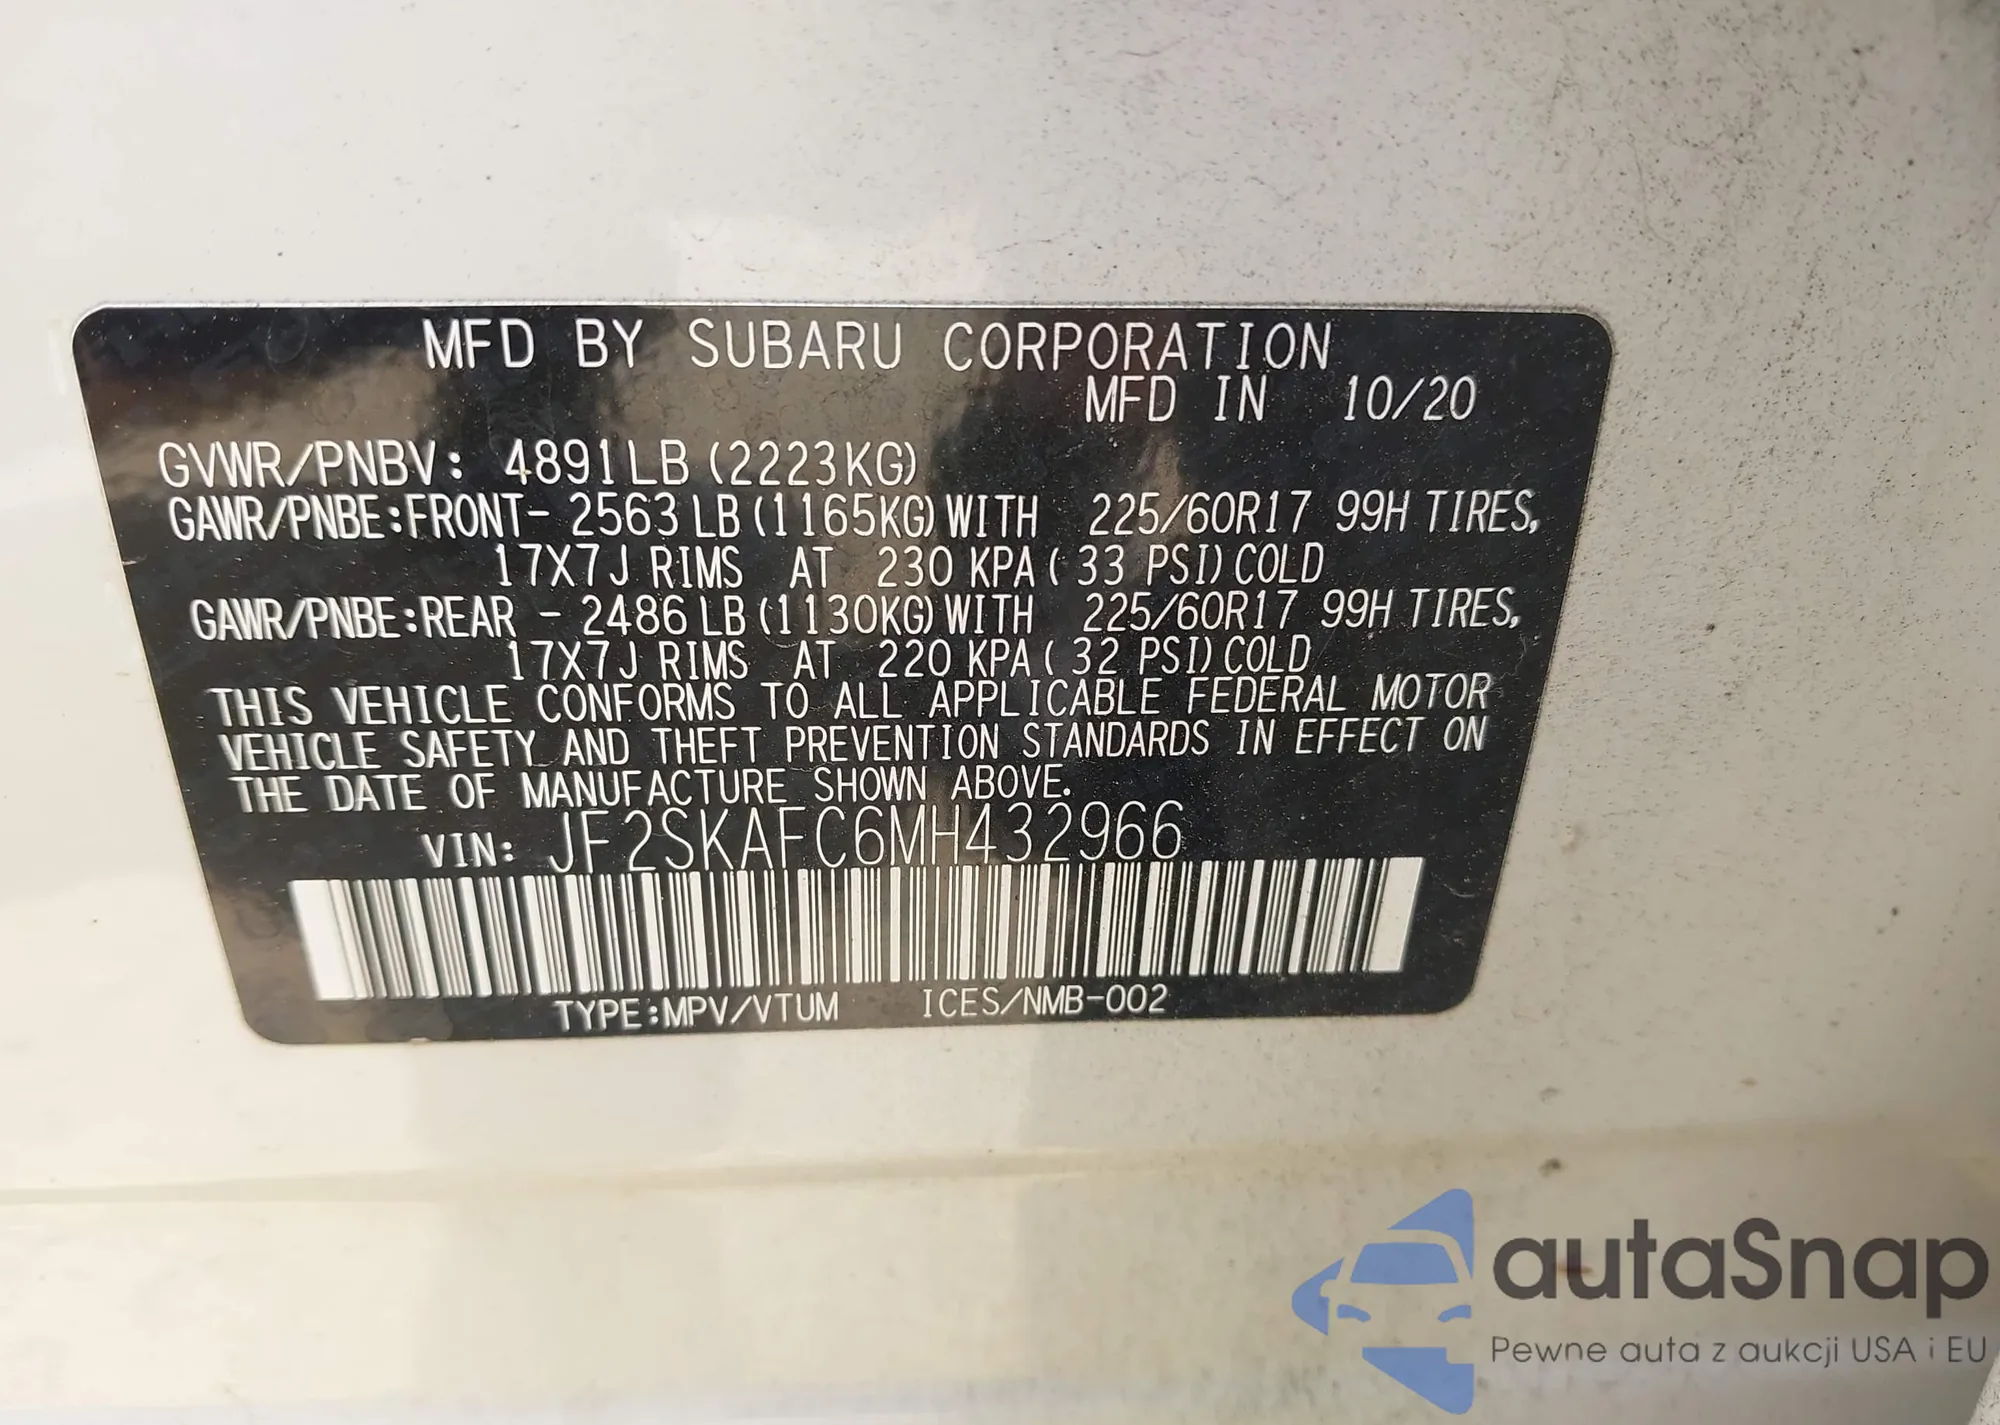 MFD BY SUBARU CORPORATION
MFD IN 10/20
GVWR/PNBV: 4891LB (2223KG)
GAWR/PNBE:FRONT- 2563 LB (1165KG) WITH 225/60R17 99H TIRES,
17X7J RIMS AT 230 KPA ( 33 PSI) COLD
GAWR/PNBE:REAR - 2486 LB (1130KG) WITH 225/60R17 99H TIRES,
17X7J RIMS AT 220 KPA ( 32 PSI) COLD
THIS VEHICLE CONFORMS TO ALL APPLICABLE FEDERAL MOTOR
VEHICLE SAFETY AND THEFT PREVENTION STANDARDS IN EFFECT ON
THE DATE OF MANUFACTURE SHOWN ABOVE.
VIN: JF2SKAFC6MH432966
TYPE:MPV/VTUM ICES/NMB-002
autaSnap
Pewne auta z aukcji USA i EU